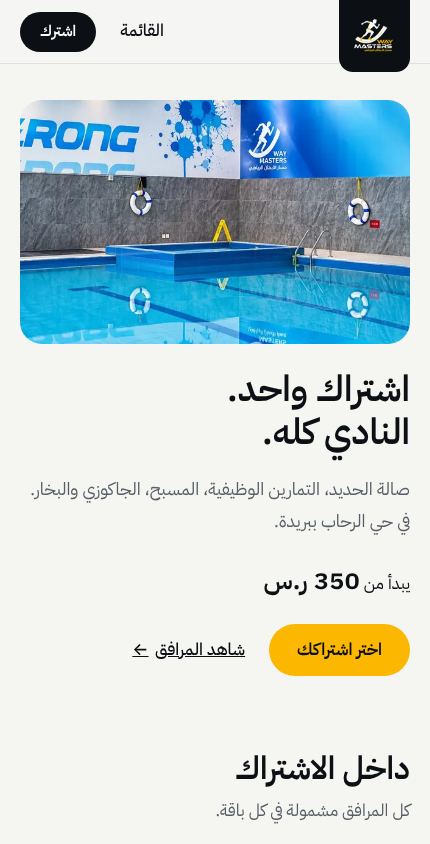 WAY
MASTERS
القائمة
اشترك
RONG
WAY
MASTERS
اشتراك واحد.
النادي كله.
صالة الحديد، التمارين الوظيفية، المسبح، الجاكوزي والبخار.
في حي الرحاب ببريدة.
يبدأ من 350 ر.س
اختر اشتراكك
شاهد المرافق ←
داخل الاشتراك
كل المرافق مشمولة في كل باقة.